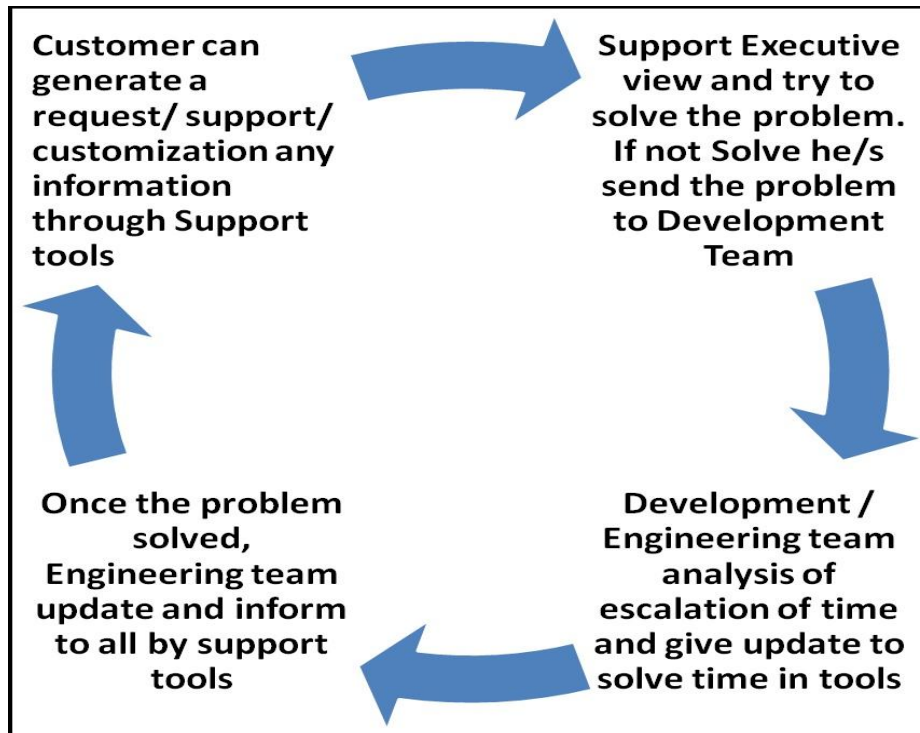 Customer can
generate a
request/ support/
customization any
information
through Support
tools
Support Executive
view and try to
solve the problem.
If not Solve he/s
send the problem
to Development
Team
Development /
Engineering team
analysis of
escalation of time
and give update to
solve time in tools
Once the problem
solved,
Engineering team
update and inform
to all by support
tools